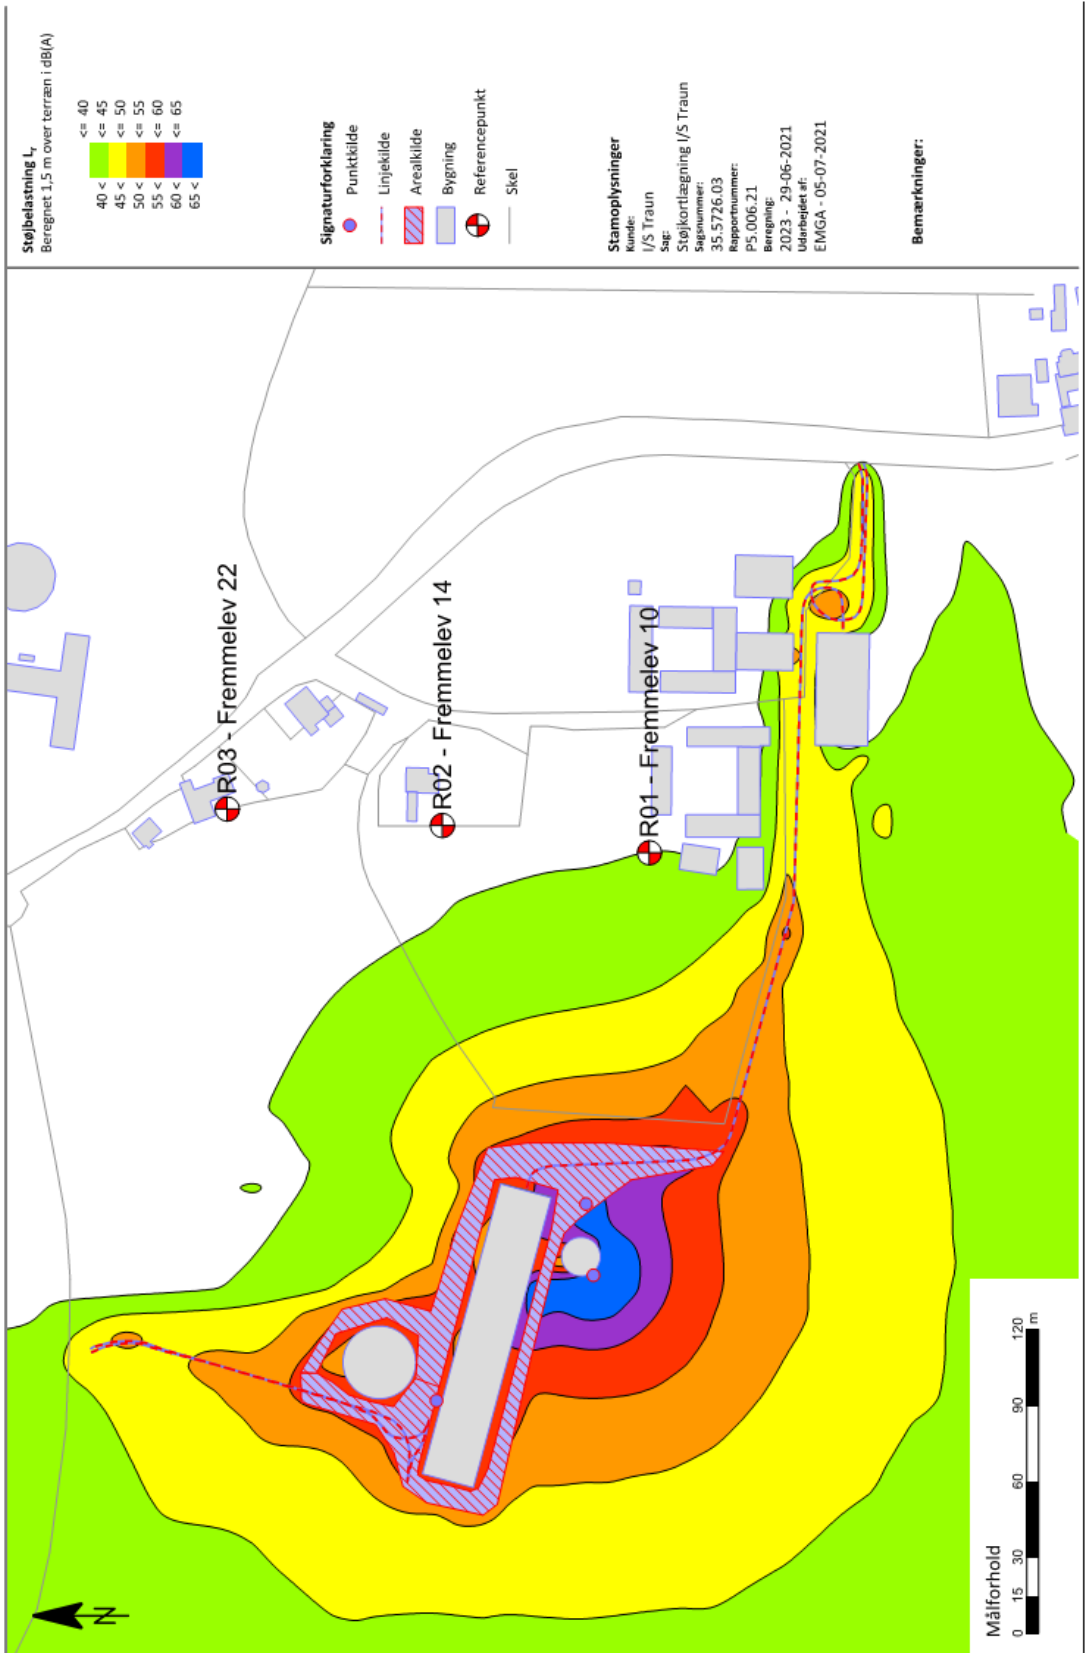 Støjbelastning Lr
Beregnet 1,5 m over terræn i dB(A)
<= 40
40 < <= 45
45 < <= 50
50 < <= 55
55 < <= 60
60 < <= 65
65 <
Signaturforklaring
Punktkilde
Linjekilde
Arealkilde
Bygning
Referencepunkt
Skel
Stamoplysninger
Kunde:
I/S Traun
Sag:
Støjkortlægning I/S Traun
Sagsnummer:
35.5726.03
Rapportnummer:
P5.006.21
Beregning:
2023 - 29-06-2021
Udarbejdet af:
EMGA - 05-07-2021
Bemærkninger:
R03 - Fremmelev 22
R02 - Fremmelev 14
R01 - Fremmelev 10
N
Målforhold
0 15 30 60 90 120
m